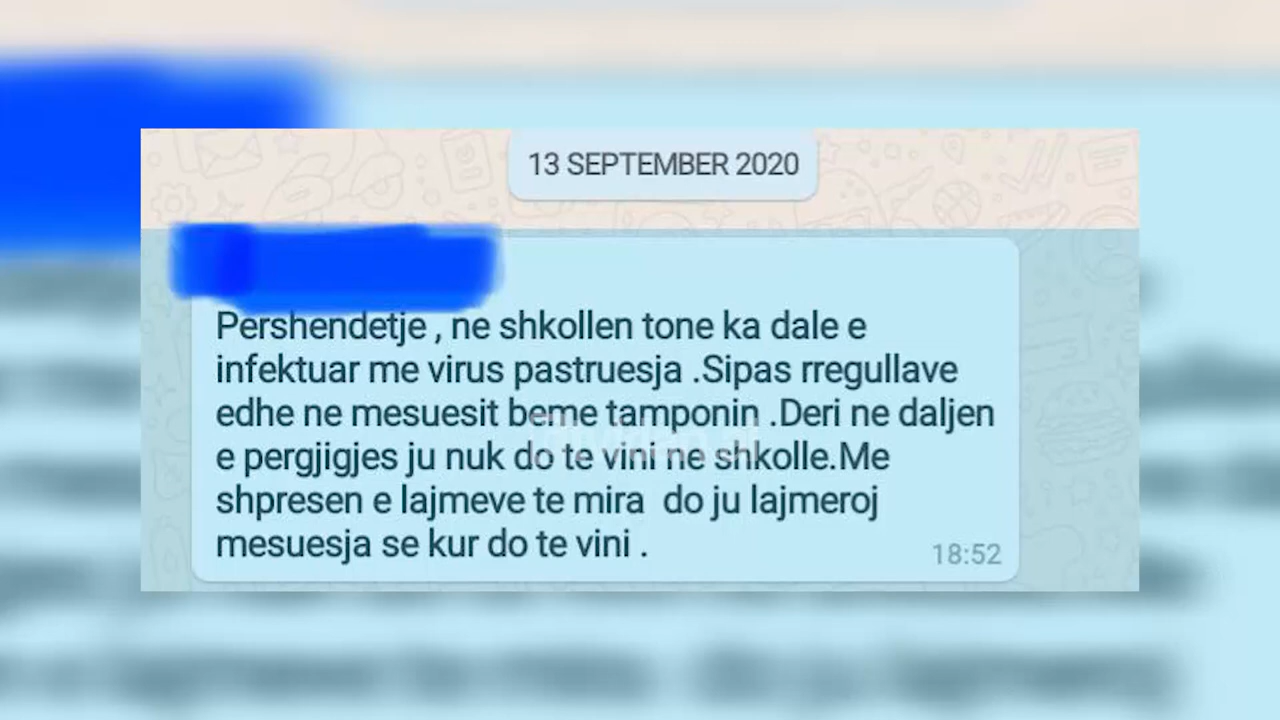 13 SEPTEMBER 2020
Pershendetje , ne shkollen tone ka dale e
infektuar me virus pastruesja .Sipas rregullave
edhe ne mesuesit beme tamponin .Deri ne daljen
e pergjigjes ju nuk do te vini ne shkolle.Me
shpresen e lajmeve te mira  do ju lajmeroj
mesuesja se kur do te vini .
18:52